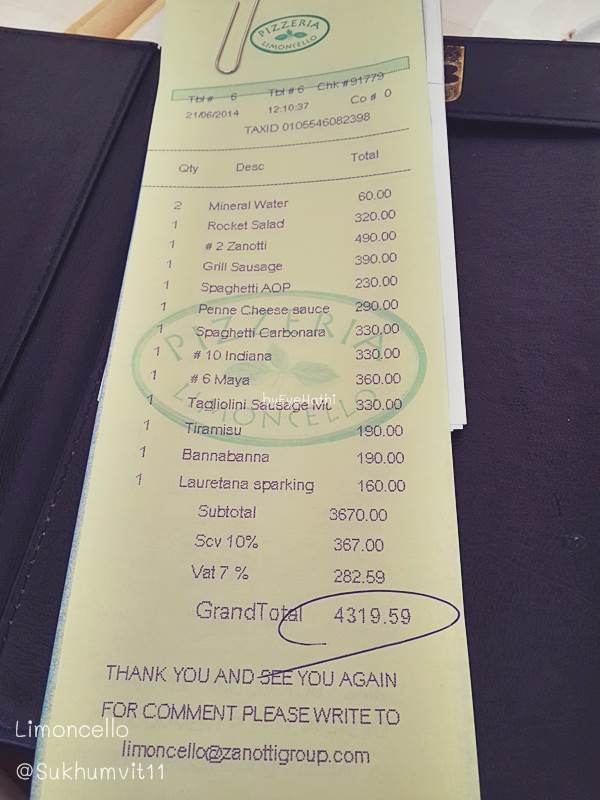 PIZZERIA
LIMONCELLO
Tbl # 6 Tbl # 6 Chk # 91779
21/06/2014 12:10:37 Co # 0
TAXID 0105546082398
Qty Desc Total
2 Mineral Water 60.00
1 Rocket Salad 320.00
1 # 2 Zanotti 490.00
1 Grill Sausage 390.00
1 Spaghetti AOP 230.00
1 Penne Cheese sauce 290.00
1 Spaghetti Carbonara 330.00
1 # 10 Indiana 330.00
1 # 6 Maya 360.00
1 Tagliolini Sausage Mu 330.00
1 Tiramisu 190.00
1 Bannabanna 190.00
1 Lauretana sparking 160.00
PIZZERIA
LIMONCELLO
Subtotal 3670.00
Scv 10% 367.00
Vat 7 % 282.59
GrandTotal 4319.59
THANK YOU AND SEE YOU AGAIN
FOR COMMENT PLEASE WRITE TO
limoncello@zanottigroup.com
Limoncello
@Sukhumvit11